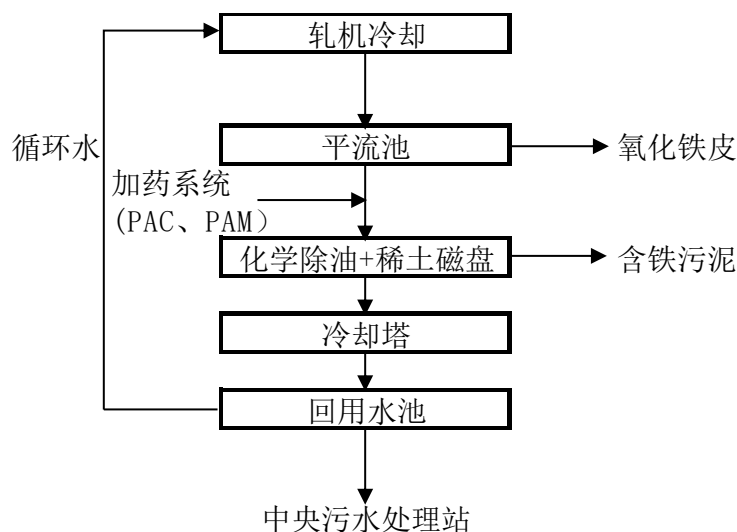 轧机冷却
循环水
平流池
氧化铁皮
加药系统
(PAC、PAM）
化学除油+稀土磁盘
含铁污泥
冷却塔
回用水池
中央污水处理站